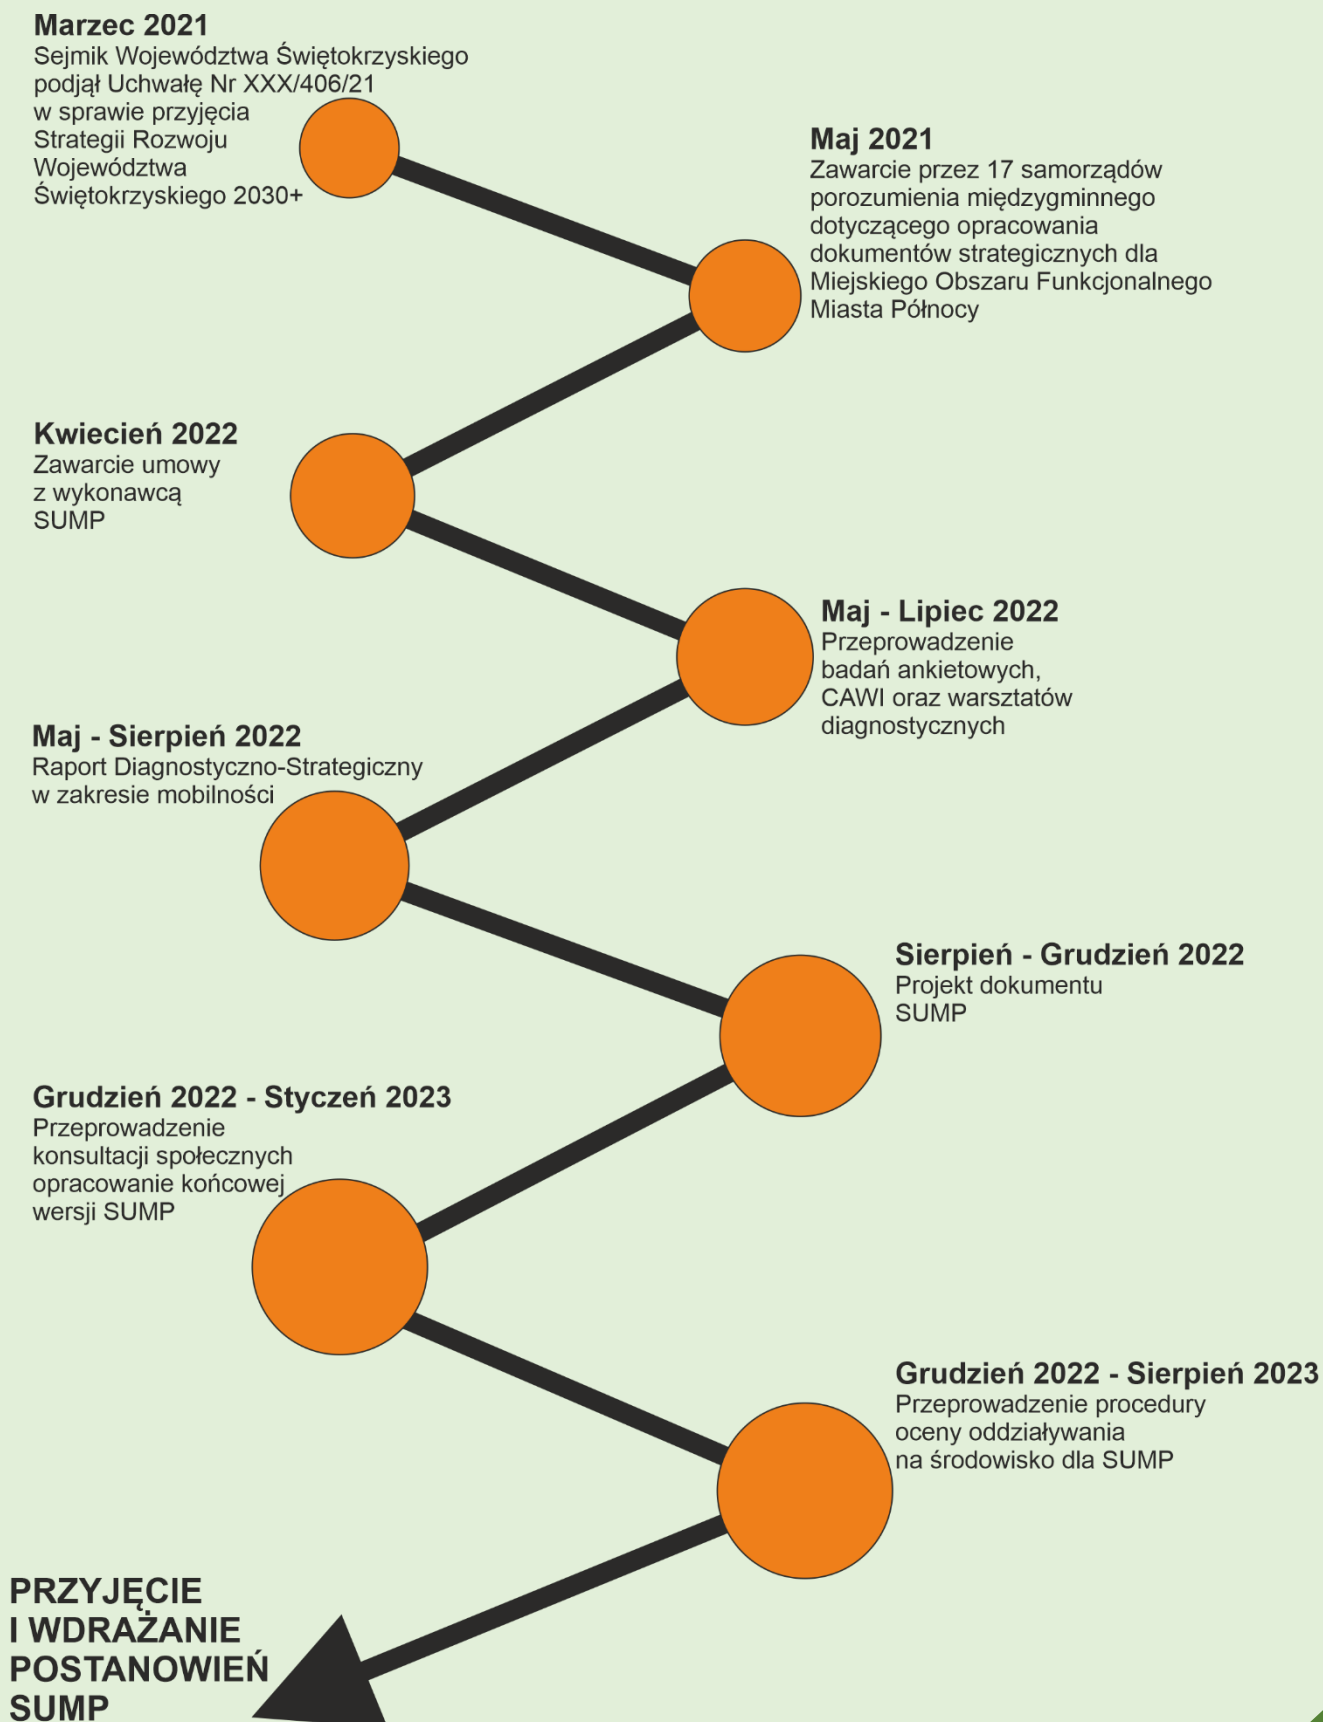 Marzec 2021
Sejmik Województwa Świętokrzyskiego
podjął Uchwałę Nr XXX/406/21
w sprawie przyjęcia
Strategii Rozwoju
Województwa
Świętokrzyskiego 2030+
Maj 2021
Zawarcie przez 17 samorządów
porozumienia międzygminnego
dotyczącego opracowania
dokumentów strategicznych dla
Miejskiego Obszaru Funkcjonalnego
Miasta Północy
Kwiecień 2022
Zawarcie umowy
z wykonawcą
SUMP
Maj - Lipiec 2022
Przeprowadzenie
badań ankietowych,
CAWI oraz warsztatów
diagnostycznych
Maj - Sierpień 2022
Raport Diagnostyczno-Strategiczny
w zakresie mobilności
Sierpień - Grudzień 2022
Projekt dokumentu
SUMP
Grudzień 2022 - Styczeń 2023
Przeprowadzenie
konsultacji społecznych
opracowanie końcowej
wersji SUMP
Grudzień 2022 - Sierpień 2023
Przeprowadzenie procedury
oceny oddziaływania
na środowisko dla SUMP
PRZYJĘCIE
I WDRAŻANIE
POSTANOWIEŃ
SUMP